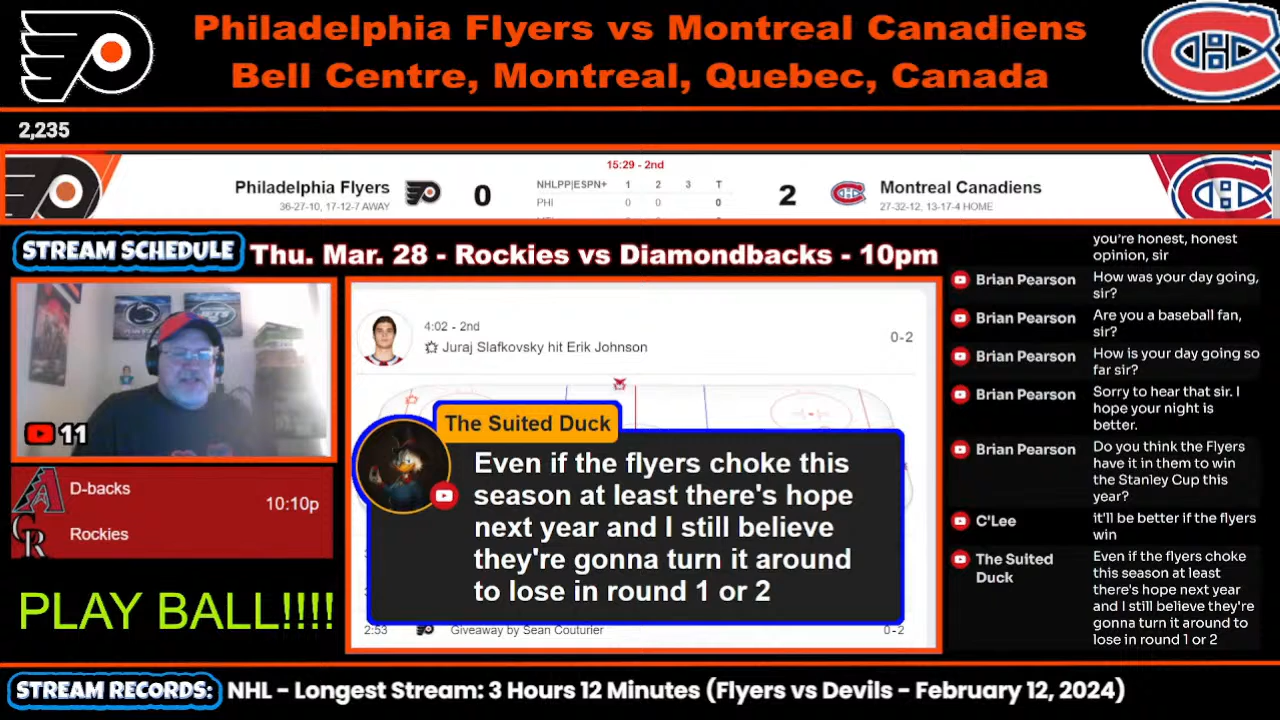 Philadelphia Flyers vs Montreal Canadiens
Bell Centre, Montreal, Quebec, Canada
2,235
15:29 - 2nd
Philadelphia Flyers
36-27-10, 17-12-7 AWAY
0
NHLPP|ESPN+ 1 2 3 T
PHI 0 0 0
2
Montreal Canadiens
27-32-12, 13-17-4 HOME
STREAM SCHEDULE
Thu. Mar. 28 - Rockies vs Diamondbacks - 10pm
11
D-backs
Rockies
10:10p
PLAY BALL!!!!
4:02 - 2nd
Juraj Slafkovsky hit Erik Johnson
0-2
The Suited Duck
Even if the flyers choke this
season at least there's hope
next year and I still believe
they're gonna turn it around
to lose in round 1 or 2
2:53
Giveaway by Sean Couturier
0-2
you're honest, honest
opinion, sir
Brian Pearson How was your day going,
sir?
Brian Pearson Are you a baseball fan,
sir?
Brian Pearson How is your day going so
far sir?
Brian Pearson Sorry to hear that sir. I
hope your night is
better.
Brian Pearson Do you think the Flyers
have it in them to win
the Stanley Cup this
year?
C'Lee it'll be better if the flyers
win
The Suited Duck Even if the flyers choke
this season at least
there's hope next year
and I still believe they're
gonna turn it around to
lose in round 1 or 2
STREAM RECORDS:
NHL - Longest Stream: 3 Hours 12 Minutes (Flyers vs Devils - February 12, 2024)